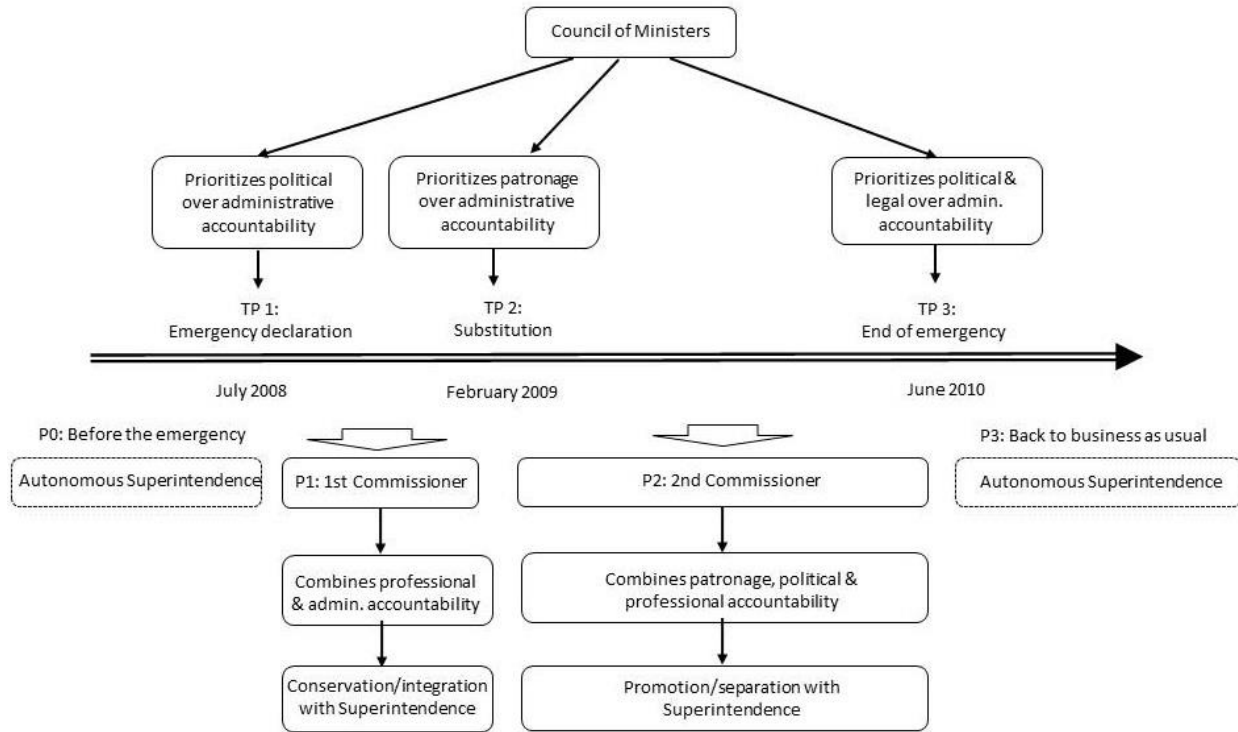 Council of Ministers
Prioritizes political
over administrative
accountability
Prioritizes patronage
over administrative
accountability
Prioritizes political &
legal over admin.
accountability
TP 1:
Emergency declaration
TP 2:
Substitution
TP 3:
End of emergency
July 2008
February 2009
June 2010
P0: Before the emergency
Autonomous Superintendence
P1: 1st Commissioner
P2: 2nd Commissioner
P3: Back to business as usual
Autonomous Superintendence
Combines professional
& admin. accountability
Combines patronage, political &
professional accountability
Conservation/integration
with Superintendence
Promotion/separation with
Superintendence